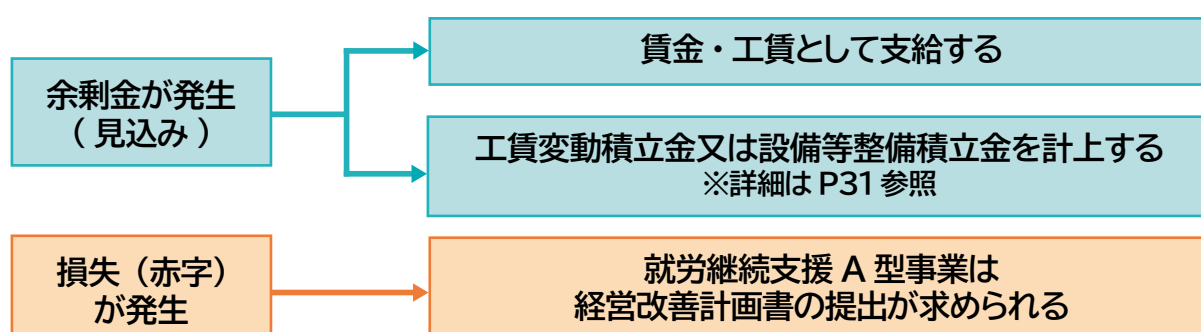 余剰金が発生
（見込み）
賃金・工賃として支給する
工賃変動積立金又は設備等整備積立金を計上する
※詳細は P31 参照
損失（赤字）
が発生
就労継続支援 A 型事業は
経営改善計画書の提出が求められる